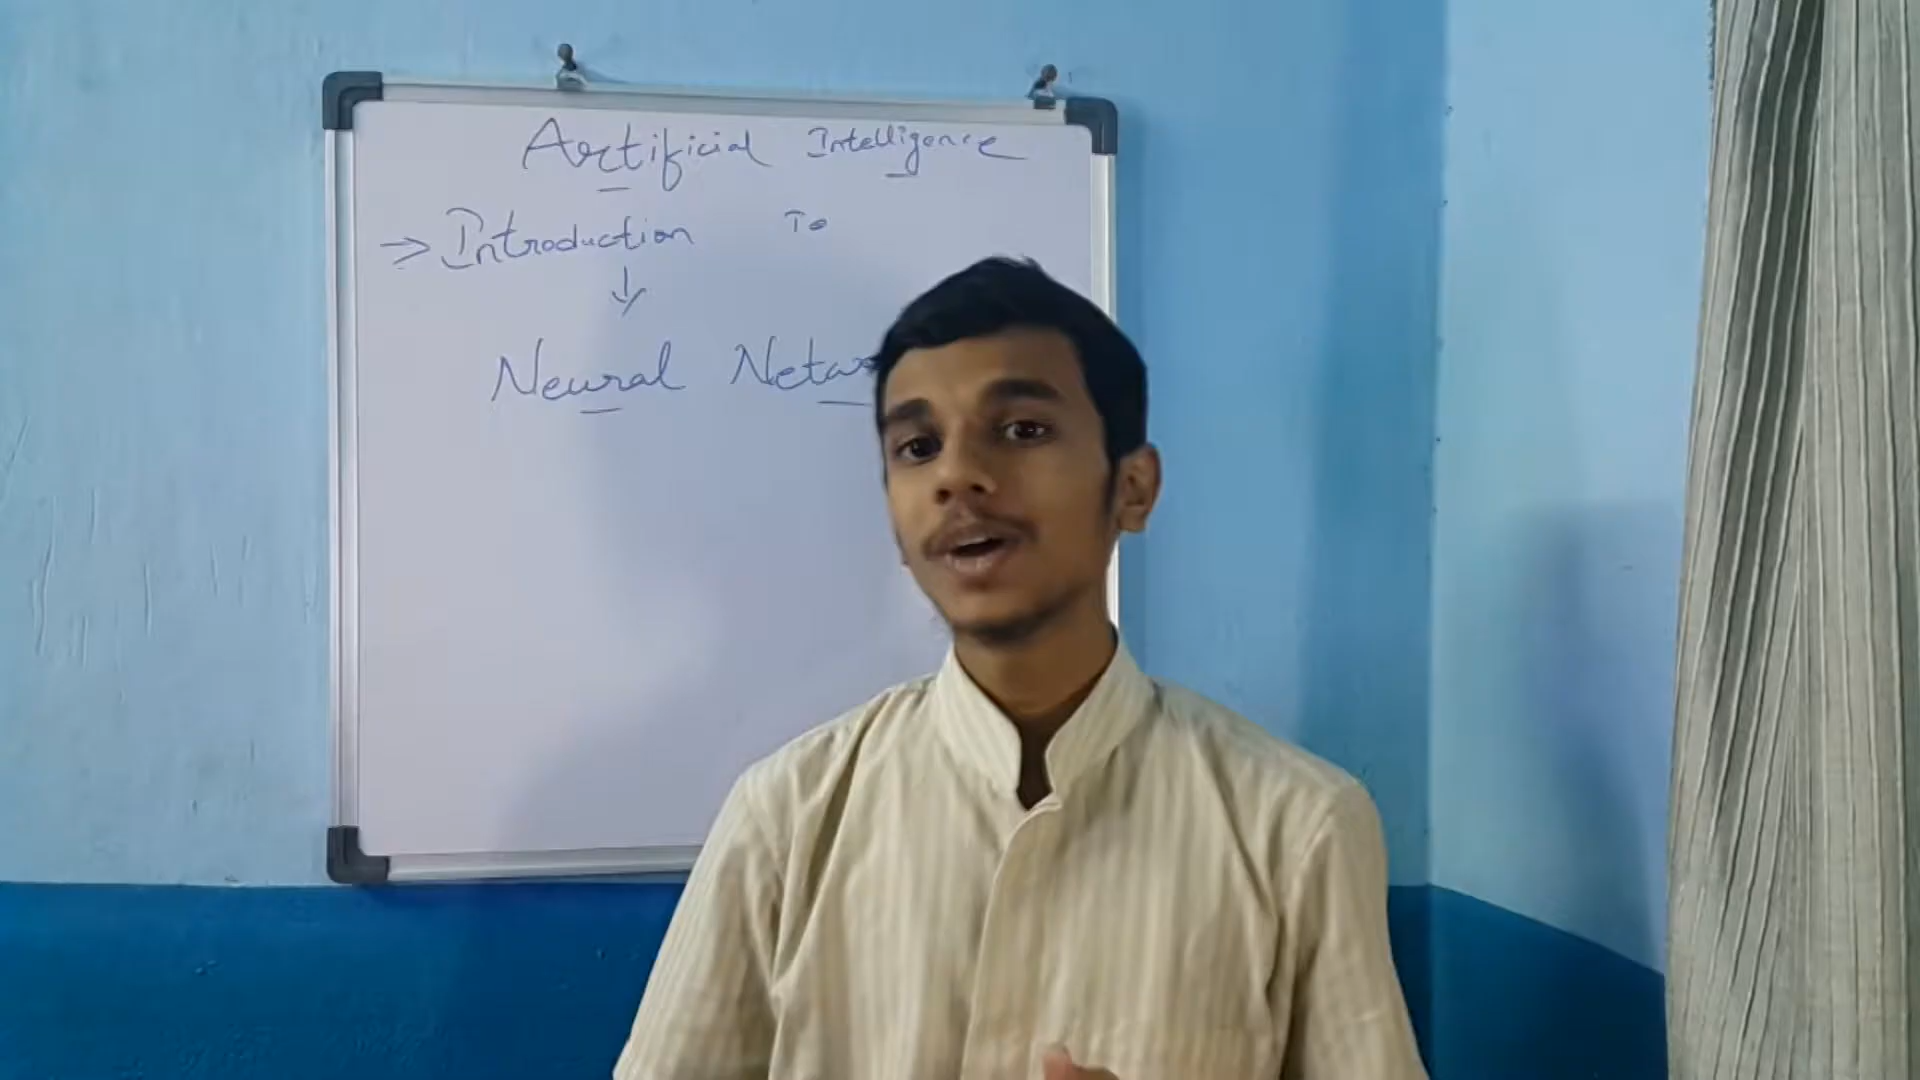 Artificial Intelligence
→ Introduction To
↓
Neural